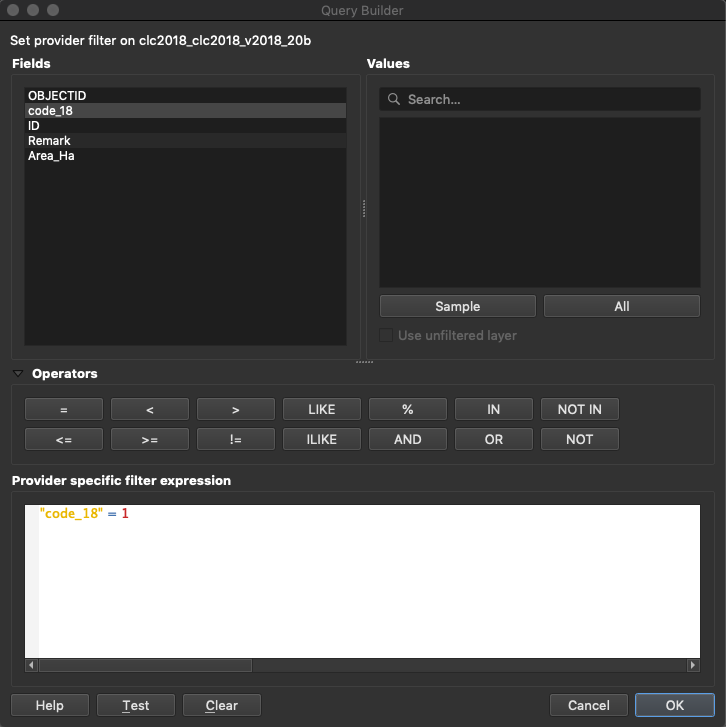 Query Builder
Set provider filter on clc2018_clc2018_v2018_20b
Fields
Values
OBJECTID
code_18
ID
Remark
Area_Ha
Search...
Sample
All
Use unfiltered layer
Operators
= < > LIKE % IN NOT IN
<= >= != ILIKE AND OR NOT
Provider specific filter expression
"code_18" = 1
Help Test Clear Cancel OK